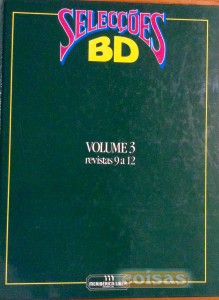 SELECÇÕES
BD
VOLUME 3
revistas 9 a 12
coisas